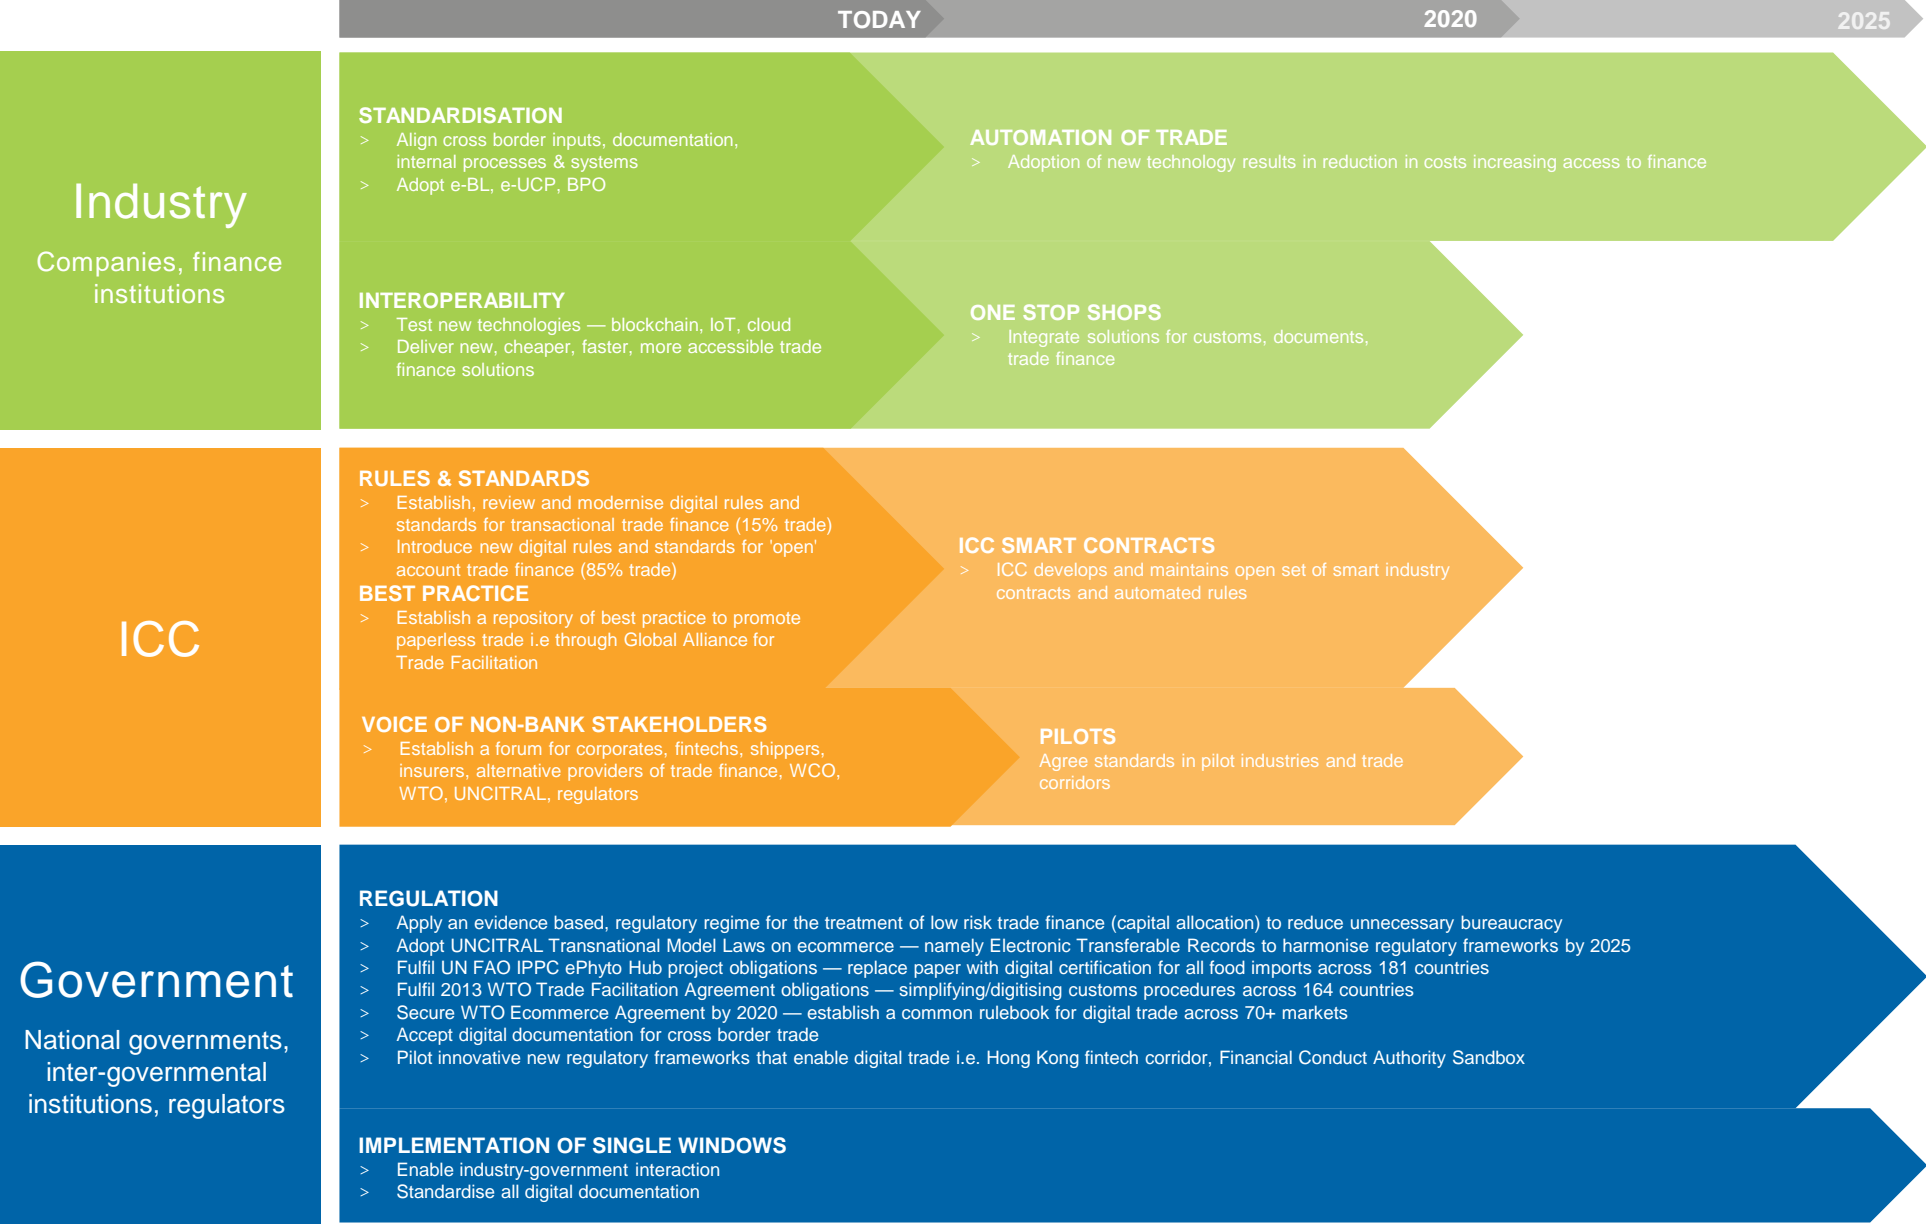 TODAY
2020
2025
Industry
Companies, finance
institutions
STANDARDISATION
> Align cross border inputs, documentation,
internal processes & systems
> Adopt e-BL, e-UCP, BPO
AUTOMATION OF TRADE
> Adoption of new technology results in reduction in costs increasing access to finance
INTEROPERABILITY
> Test new technologies — blockchain, IoT, cloud
> Deliver new, cheaper, faster, more accessible trade
finance solutions
ONE STOP SHOPS
> Integrate solutions for customs, documents,
trade finance
ICC
RULES & STANDARDS
> Establish, review and modernise digital rules and
standards for transactional trade finance (15% trade)
> Introduce new digital rules and standards for 'open'
account trade finance (85% trade)
BEST PRACTICE
> Establish a repository of best practice to promote
paperless trade i.e through Global Alliance for
Trade Facilitation
ICC SMART CONTRACTS
> ICC develops and maintains open set of smart industry
contracts and automated rules
VOICE OF NON-BANK STAKEHOLDERS
> Establish a forum for corporates, fintechs, shippers,
insurers, alternative providers of trade finance, WCO,
WTO, UNCITRAL, regulators
PILOTS
Agree standards in pilot industries and trade
corridors
Government
National governments,
inter-governmental
institutions, regulators
REGULATION
> Apply an evidence based, regulatory regime for the treatment of low risk trade finance (capital allocation) to reduce unnecessary bureaucracy
> Adopt UNCITRAL Transnational Model Laws on ecommerce — namely Electronic Transferable Records to harmonise regulatory frameworks by 2025
> Fulfil UN FAO IPPC ePhyto Hub project obligations — replace paper with digital certification for all food imports across 181 countries
> Fulfil 2013 WTO Trade Facilitation Agreement obligations — simplifying/digitising customs procedures across 164 countries
> Secure WTO Ecommerce Agreement by 2020 — establish a common rulebook for digital trade across 70+ markets
> Accept digital documentation for cross border trade
> Pilot innovative new regulatory frameworks that enable digital trade i.e. Hong Kong fintech corridor, Financial Conduct Authority Sandbox
IMPLEMENTATION OF SINGLE WINDOWS
> Enable industry-government interaction
> Standardise all digital documentation